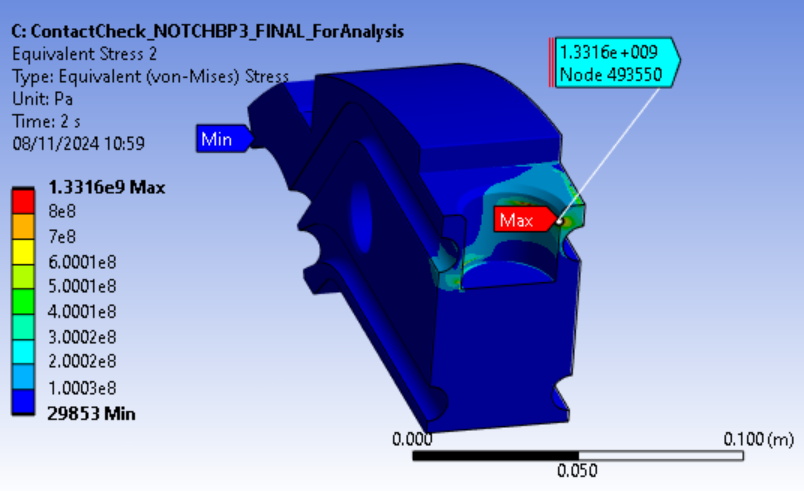 C: ContactCheck_NOTCHBP3_FINAL_ForAnalysis
Equivalent Stress 2
Type: Equivalent (von-Mises) Stress
Unit: Pa
Time: 2 s
08/11/2024 10:59
1.3316e+009
Node 493550
Min
Max
1.3316e9 Max
8e8
7e8
6.0001e8
5.0001e8
4.0001e8
3.0002e8
2.0002e8
1.0003e8
29853 Min
0.000
0.100 (m)
0.050